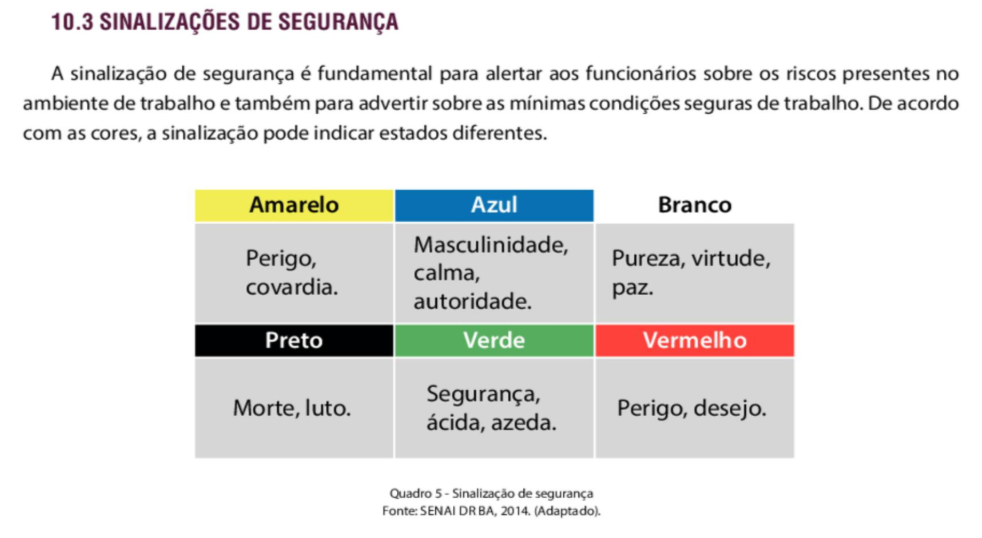 10.3 SINALIZAÇÕES DE SEGURANÇA
A sinalização de segurança é fundamental para alertar aos funcionários sobre os riscos presentes no
ambiente de trabalho e também para advertir sobre as mínimas condições seguras de trabalho. De acordo
com as cores, a sinalização pode indicar estados diferentes.
Amarelo
Azul
Branco
Perigo,
covardia.
Masculinidade,
calma,
autoridade.
Pureza, virtude,
paz.
Preto
Verde
Vermelho
Morte, luto.
Segurança,
ácida, azeda.
Perigo, desejo.
Quadro 5 - Sinalização de segurança
Fonte: SENAI DR BA, 2014. (Adaptado).